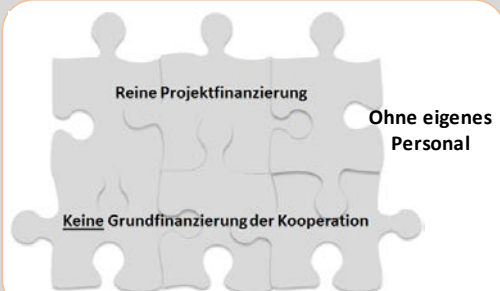 Reine Projektfinanzierung
Ohne eigenes
Personal
Keine Grundfinanzierung der Kooperation